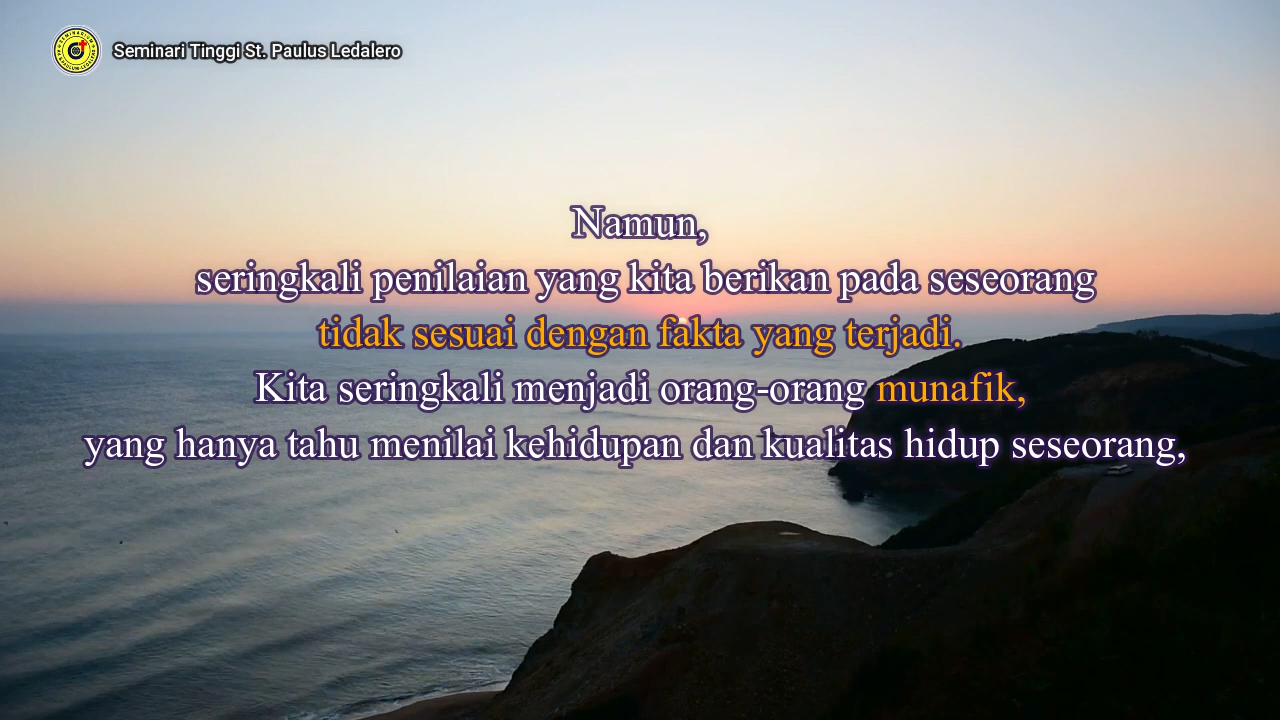 Seminari Tinggi St. Paulus Ledalero
Namun,
seringkali penilaian yang kita berikan pada seseorang
tidak sesuai dengan fakta yang terjadi.
Kita seringkali menjadi orang-orang munafik,
yang hanya tahu menilai kehidupan dan kualitas hidup seseorang,